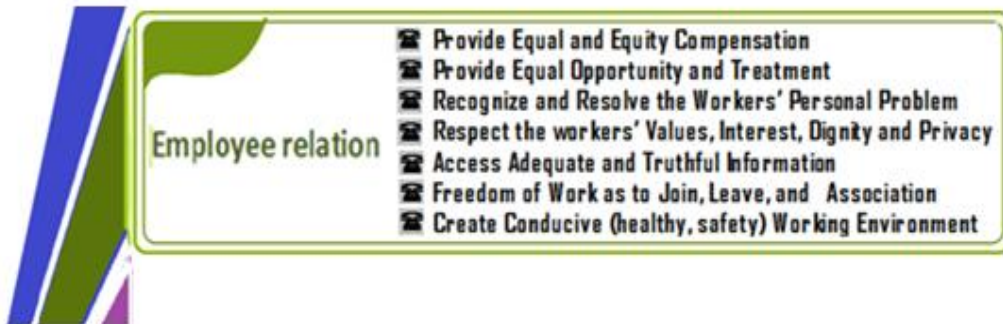 Employee relation
☎ Provide Equal and Equity Compensation
☎ Provide Equal Opportunity and Treatment
☎ Recognize and Resolve the Workers' Personal Problem
☎ Respect the workers' Values, Interest, Dignity and Privacy
☎ Access Adequate and Truthful Information
☎ Freedom of Work as to Join, Leave, and Association
☎ Create Conducive (healthy, safety) Working Environment